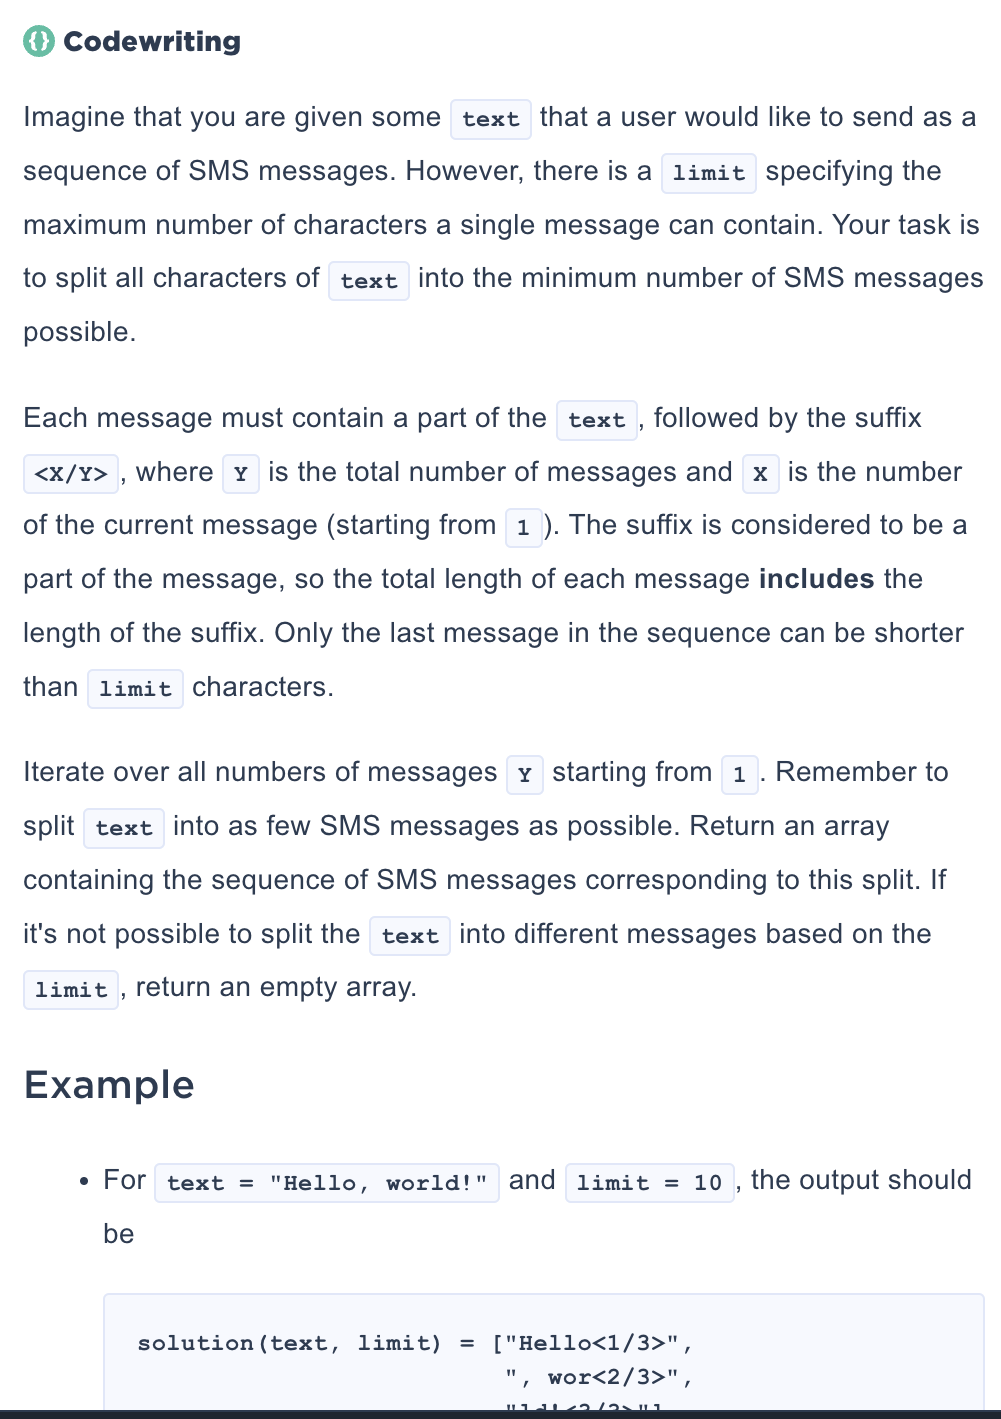 {} Codewriting
Imagine that you are given some text that a user would like to send as a
sequence of SMS messages. However, there is a limit specifying the
maximum number of characters a single message can contain. Your task is
to split all characters of text into the minimum number of SMS messages
possible.
Each message must contain a part of the text, followed by the suffix
<X/Y>, where Y is the total number of messages and X is the number
of the current message (starting from 1). The suffix is considered to be a
part of the message, so the total length of each message includes the
length of the suffix. Only the last message in the sequence can be shorter
than limit characters.
Iterate over all numbers of messages Y starting from 1. Remember to
split text into as few SMS messages as possible. Return an array
containing the sequence of SMS messages corresponding to this split. If
it's not possible to split the text into different messages based on the
limit, return an empty array.
Example
• For text = "Hello, world!" and limit = 10, the output should
be
solution(text, limit) = ["Hello<1/3>",
", wor<2/3>",
"ld!<3/3>"]